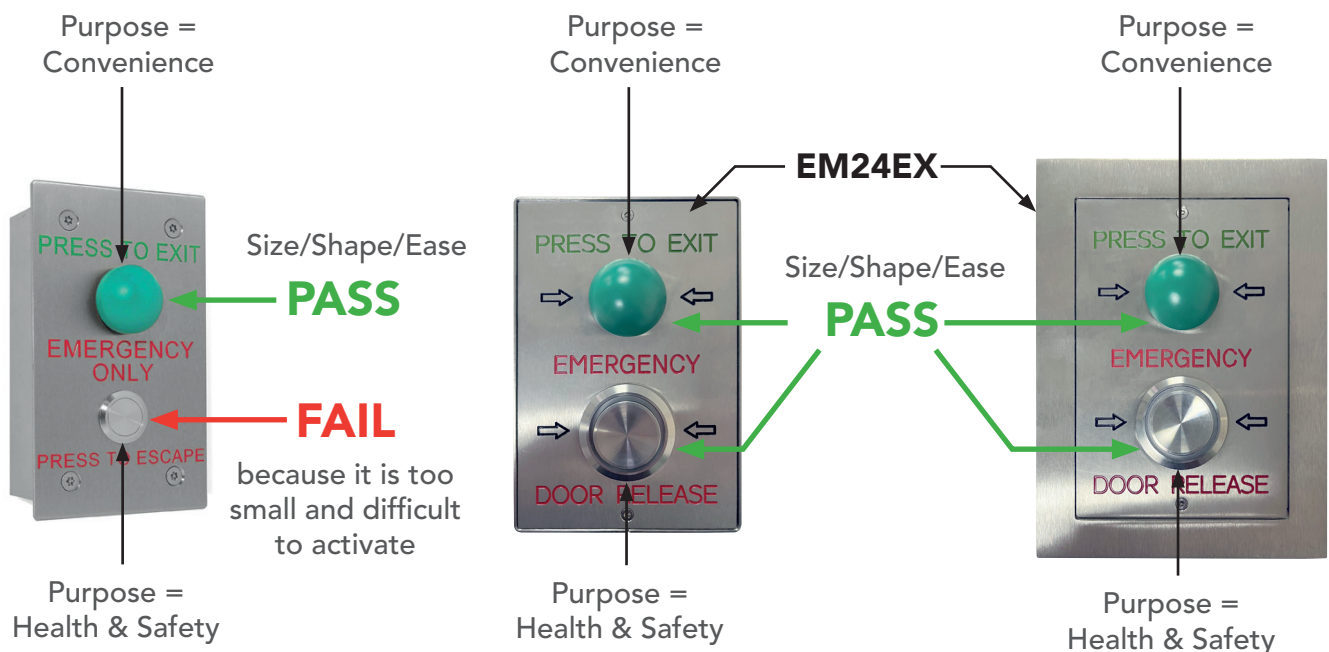 Purpose =
Convenience
Purpose =
Convenience
Purpose =
Convenience
EM24EX
PRESS TO EXIT
Size/Shape/Ease
PASS
EMERGENCY
ONLY
FAIL
PRESS TO ESCAPE
because it is too
small and difficult
to activate
Purpose =
Health & Safety
PRESS TO EXIT
Size/Shape/Ease
PASS
EMERGENCY
DOOR RELEASE
Purpose =
Health & Safety
PRESS TO EXIT
EMERGENCY
DOOR RELEASE
Purpose =
Health & Safety